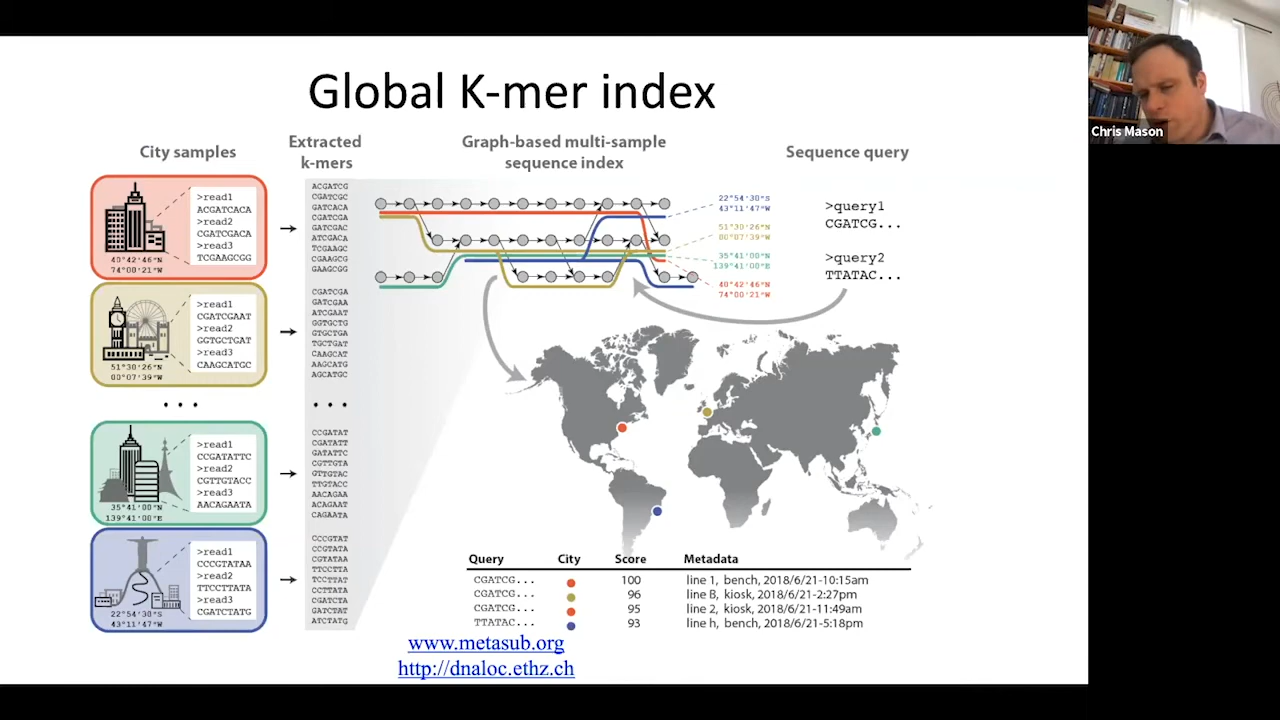 Global K-mer index
Chris Mason
City samples
Extracted
k-mers
Graph-based multi-sample
sequence index
Sequence query
>read1
ACGATCACA
>read2
CGATCGACA
>read3
TCGAAGCGG
40°42'46"N
74°00'21"W
>read1
CGATCGAAT
>read2
GGTGCTGAT
>read3
CAAGCATGC
51°30'26"N
00°07'39"W
• • •
>read1
CCGATATTC
>read2
CGTTGTACC
>read3
AACAGAATA
35°41'00"N
139°41'00"E
>read1
CCCGTATAA
>read2
TTCCTTATA
>read3
CGATCTATG
22°54'30"S
43°11'47"W
ACGATCG
CGATCGC
GATCACA
CGATCGA
GATCGAC
ATCGACA
TCGAAGC
CGAAGCG
GAAGCGG
CGATCGA
GATCGAA
ATCGAAT
GGTGCTG
GTGCTGA
TGCTGAT
CAAGCAT
AAGCATG
AGCATGC
• • •
CCGATAT
CGATATT
GATATTC
CGTTGTA
GTTGTAC
TTGTACC
AACAGAA
ACAGAAT
CAGAATA
CCCGTAT
CCGTATA
CGTATAA
TTCCTTA
TCCTTAT
CCTTATA
CGATCTA
GATCTAT
ATCTATG
22°54'30"S
43°11'47"W
51°30'26"N
00°07'39"W
35°41'00"N
139°41'00"E
40°42'46"N
74°00'21"W
>query1
CGATCG...
>query2
TTATAC...
Query City Score Metadata
CGATCG... 100 line 1, bench, 2018/6/21-10:15am
CGATCG... 96 line B, kiosk, 2018/6/21-2:27pm
CGATCG... 95 line 2, kiosk, 2018/6/21-11:49am
TTATAC... 93 line h, bench, 2018/6/21-5:18pm
www.metasub.org
http://dnaloc.ethz.ch